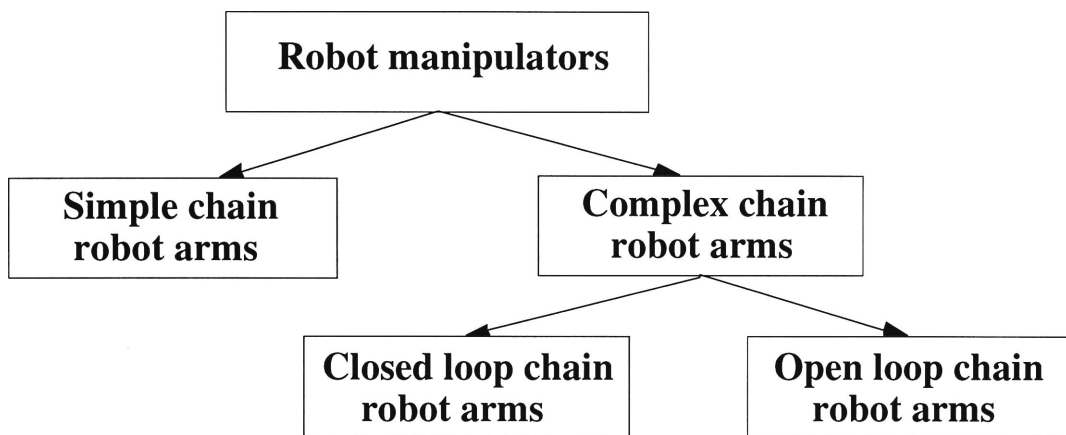 Robot manipulators
Simple chain
robot arms
Complex chain
robot arms
Closed loop chain
robot arms
Open loop chain
robot arms